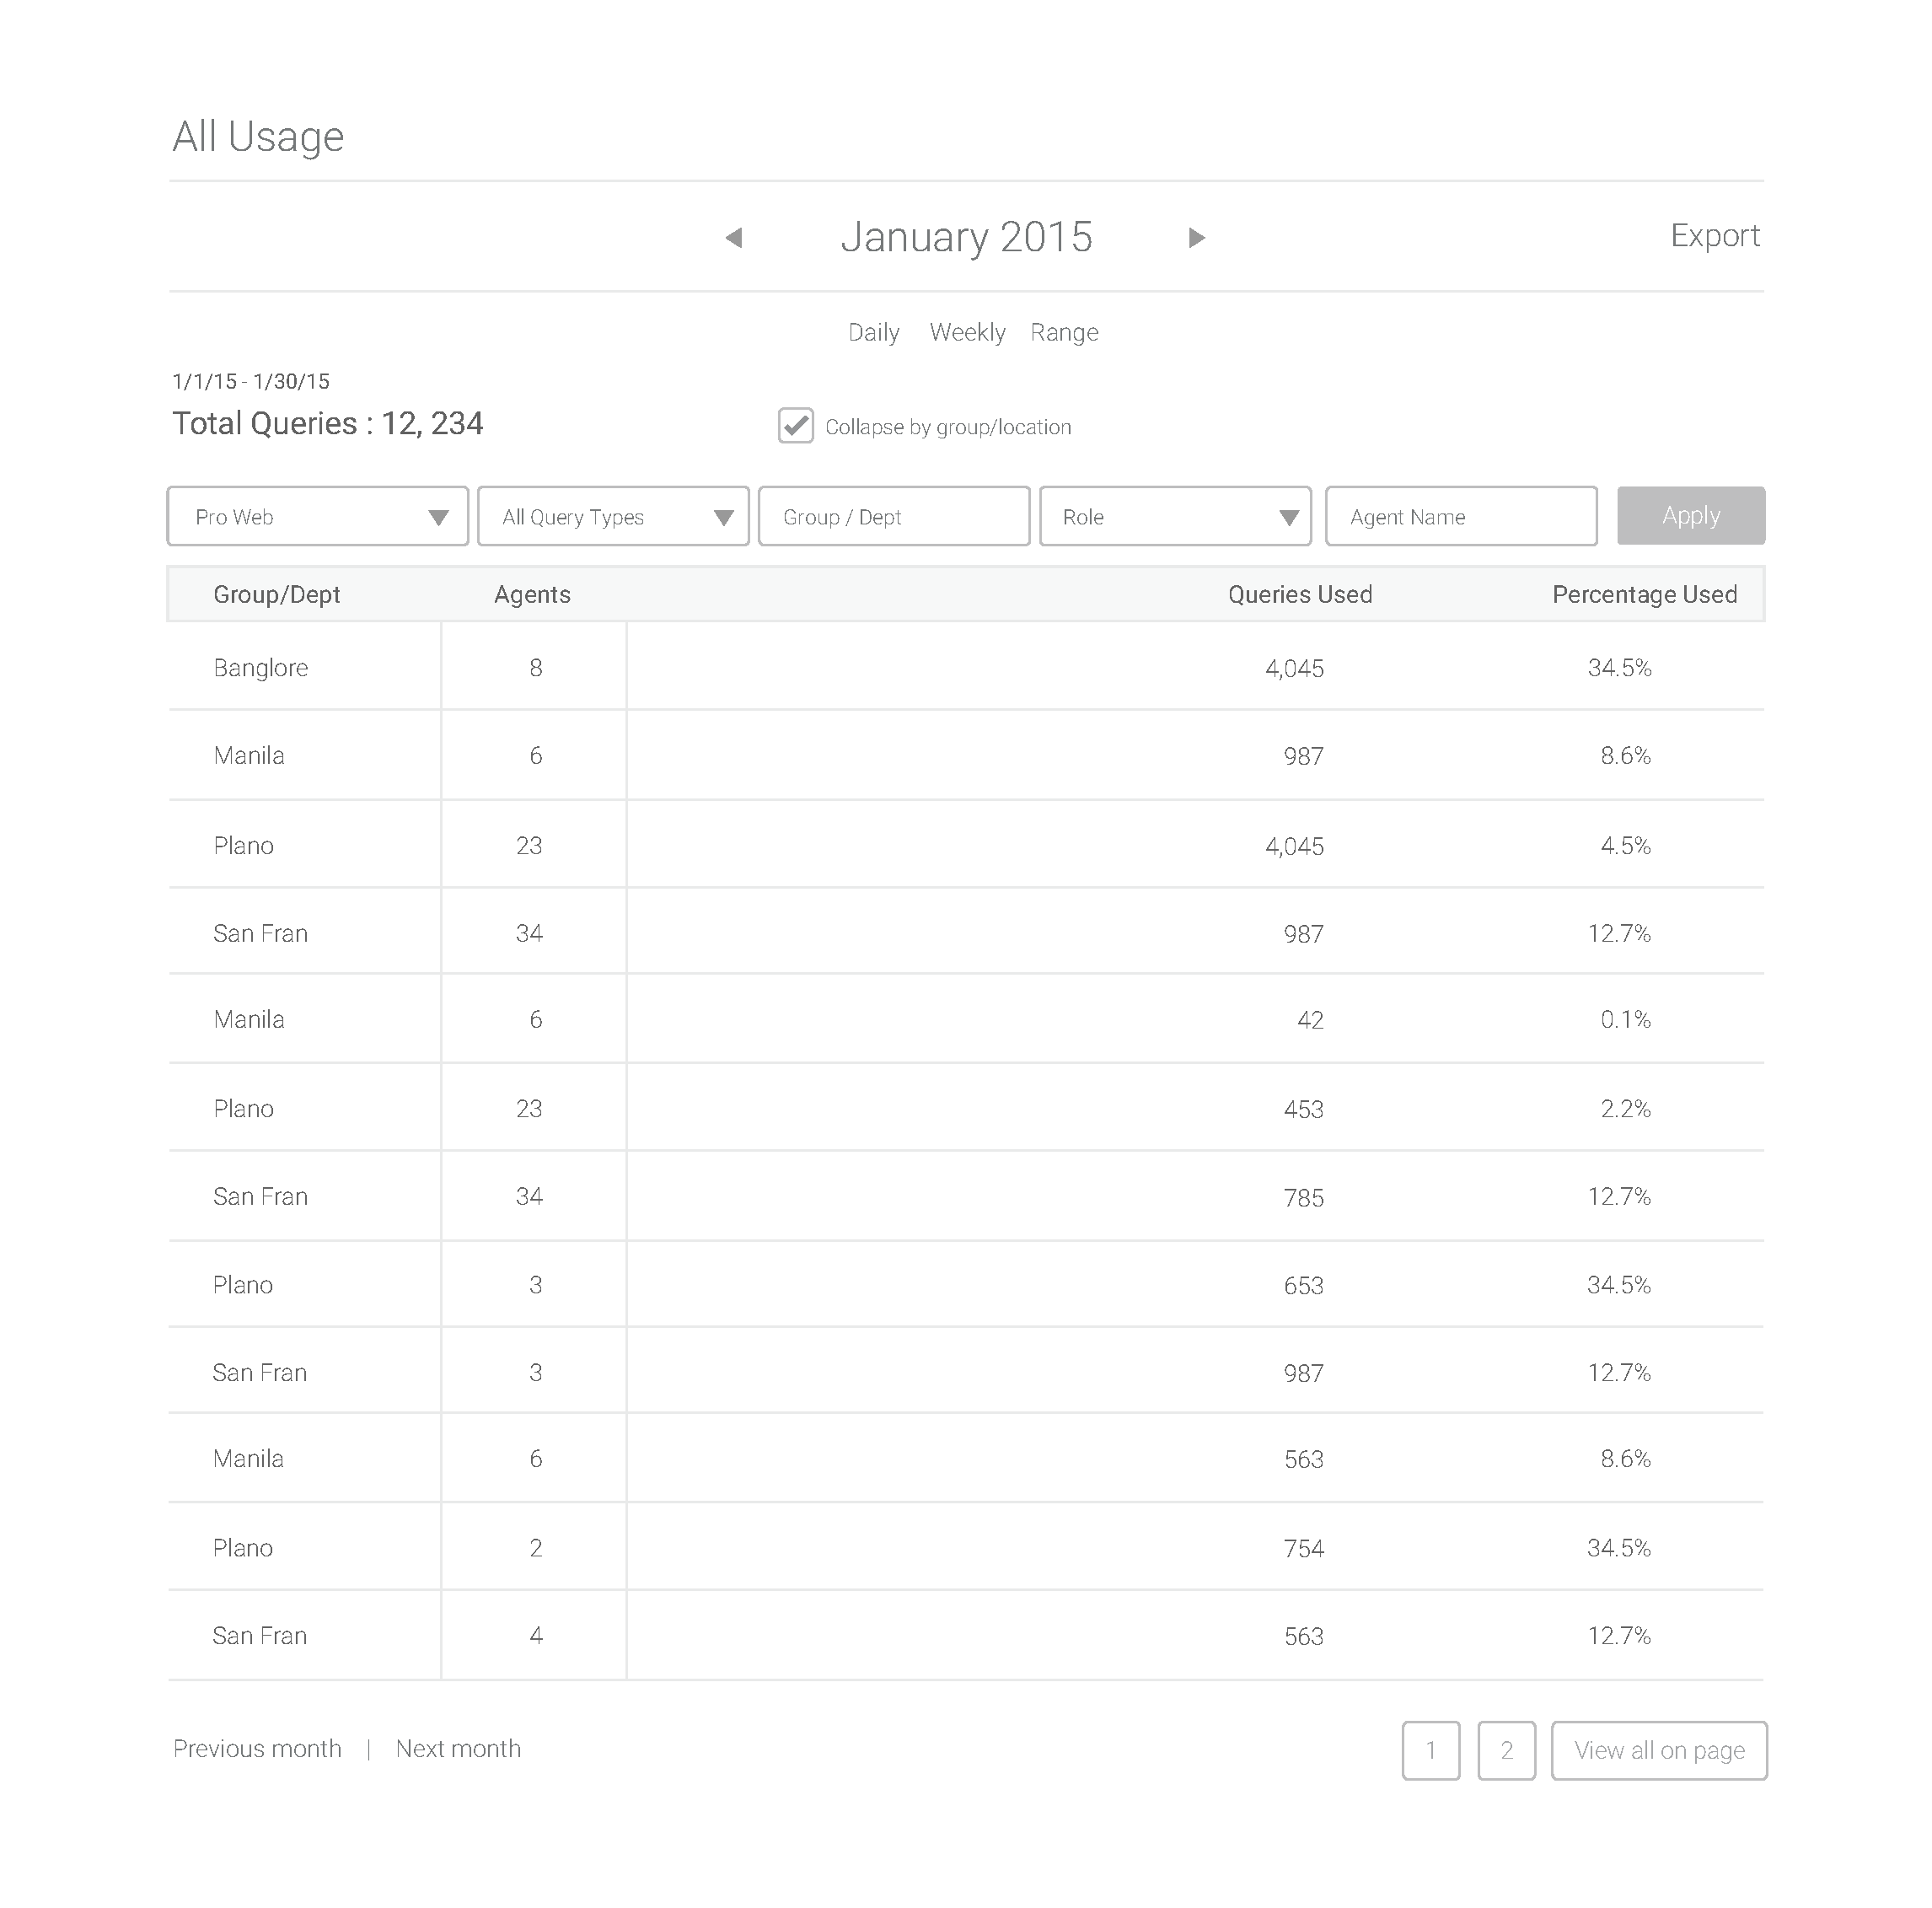 All Usage
January 2015
Export
Daily Weekly Range
1/1/15 - 1/30/15
Total Queries : 12, 234
Collapse by group/location
Pro Web All Query Types Group / Dept Role Agent Name Apply
Group/Dept Agents Queries Used Percentage Used
Banglore 8 4,045 34.5%
Manila 6 987 8.6%
Plano 23 4,045 4.5%
San Fran 34 987 12.7%
Manila 6 42 0.1%
Plano 23 453 2.2%
San Fran 34 785 12.7%
Plano 3 653 34.5%
San Fran 3 987 12.7%
Manila 6 563 8.6%
Plano 2 754 34.5%
San Fran 4 563 12.7%
Previous month | Next month 1 2 View all on page